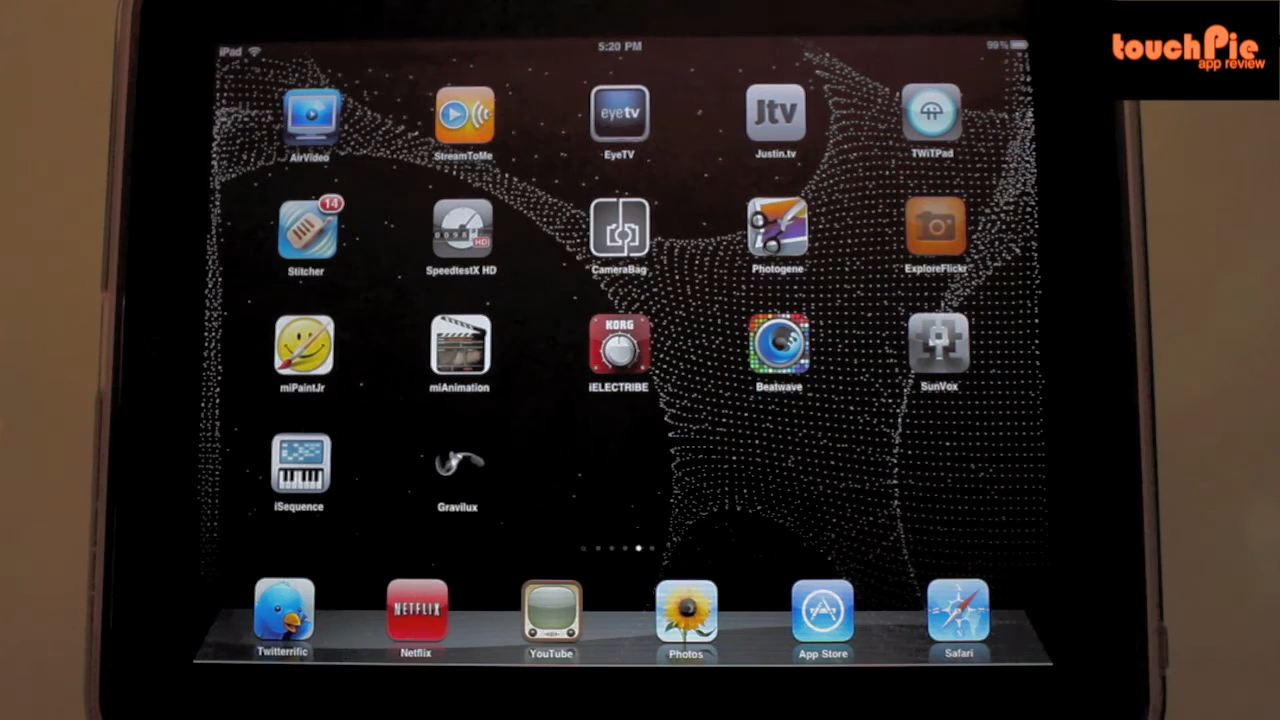 touchPie
app review
iPad 5:20 PM 99%
eyetv
Jtv
AirVideo StreamToMe EyeTV Justin.tv TWiTPad
14
HD
Stitcher SpeedtestX HD CameraBag Photogene ExploreFlickr
KORG
miPaintJr miAnimation iELECTRIBE Beatwave SunVox
iSequence Gravilux
NETFLIX
Twitterrific Netflix YouTube Photos App Store Safari